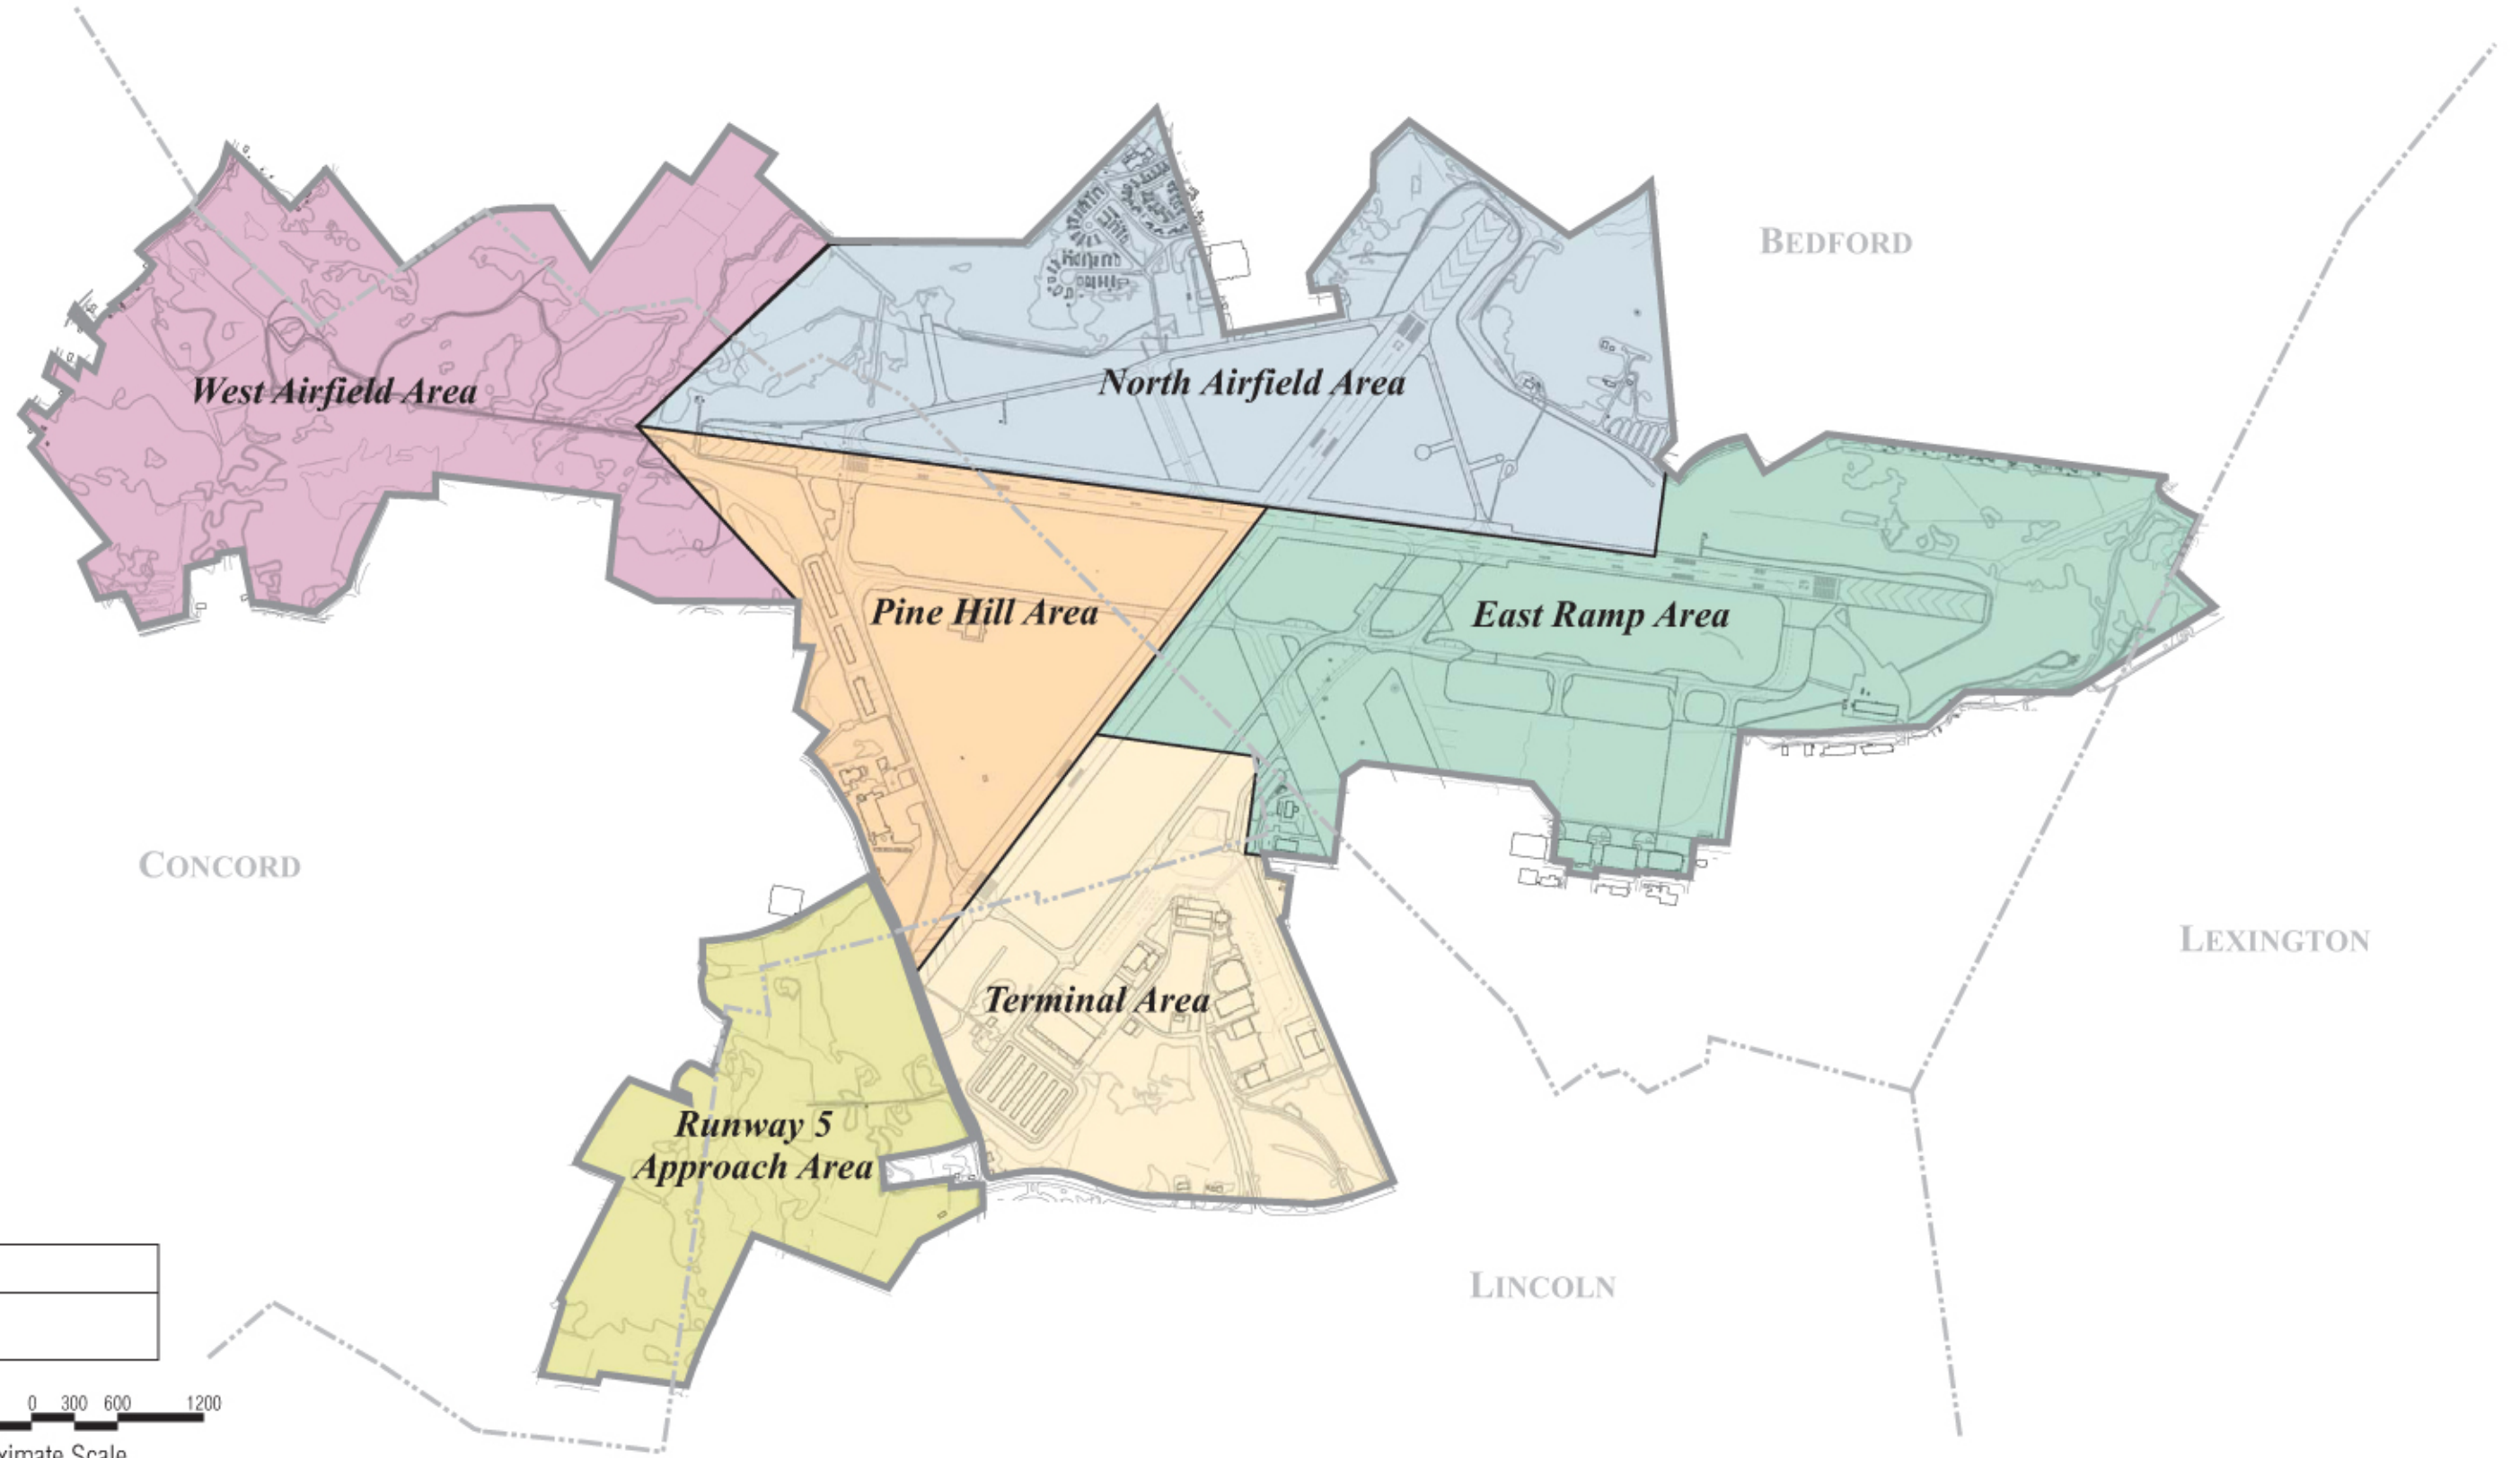 BEDFORD
West Airfield Area
North Airfield Area
Pine Hill Area
East Ramp Area
CONCORD
LEXINGTON
Terminal Area
Runway 5
Approach Area
LINCOLN
0 300 600 1200
Scale